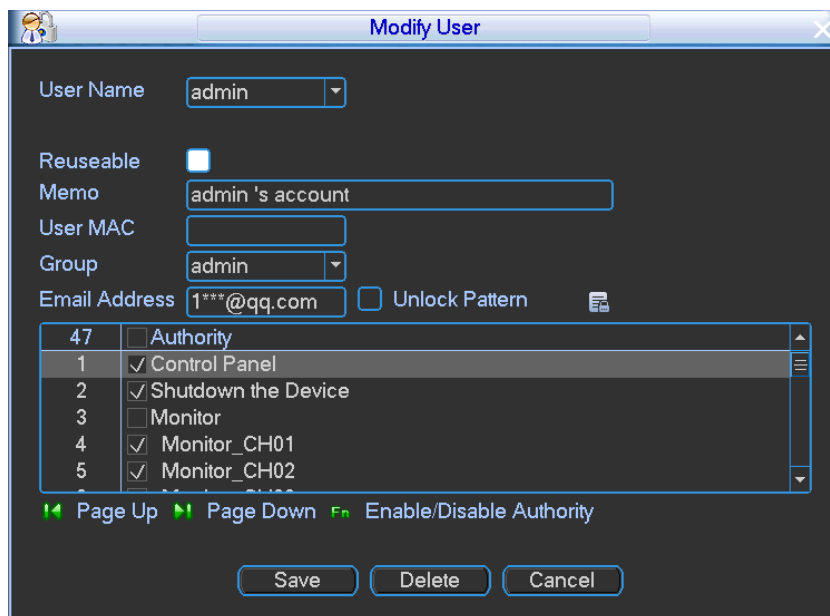 Modify User
User Name admin
Reuseable
Memo admin 's account
User MAC
Group admin
Email Address 1***@qq.com Unlock Pattern
47 Authority
1 Control Panel
2 Shutdown the Device
3 Monitor
4 Monitor_CH01
5 Monitor_CH02
Page Up Page Down Fn Enable/Disable Authority
Save Delete Cancel